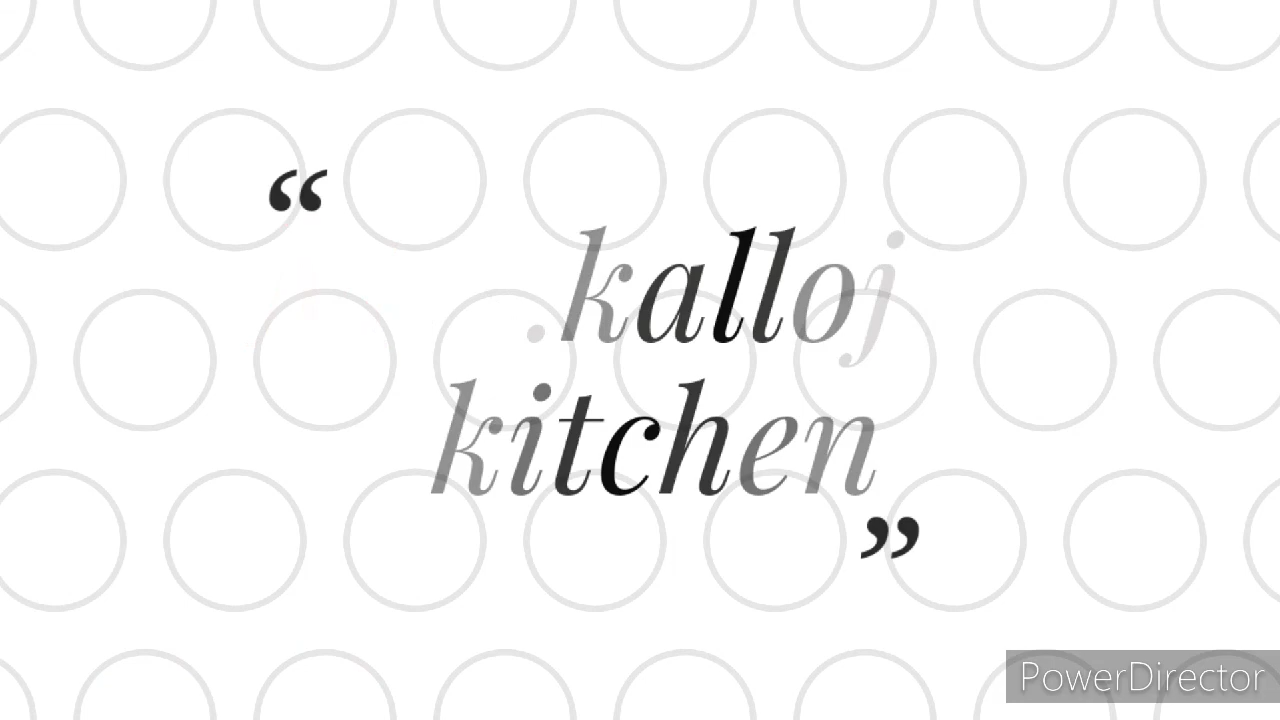 “
.kalloj
kitchen
”
PowerDirector